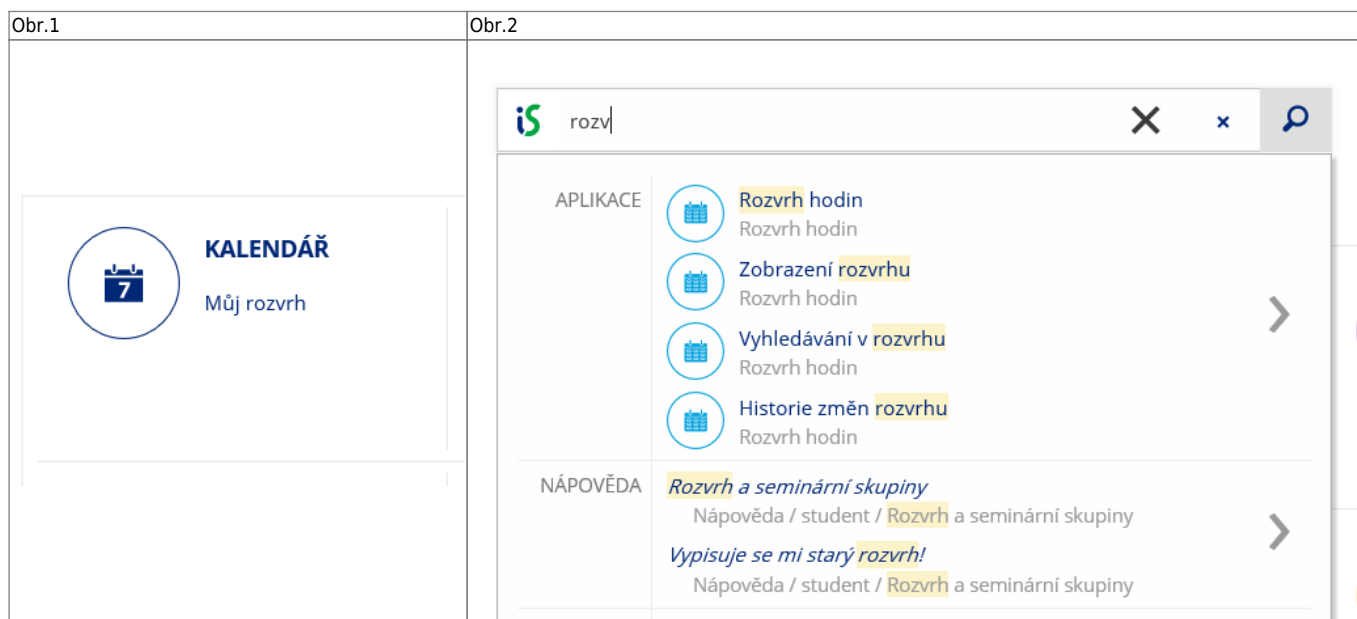 Obr.1
Obr.2
KALENDÁŘ
7
Můj rozvrh
iS rozv
APLIKACE
Rozvrh hodin
Rozvrh hodin
Zobrazení rozvrhu
Rozvrh hodin
Vyhledávání v rozvrhu
Rozvrh hodin
Historie změn rozvrhu
Rozvrh hodin
NÁPOVĚDA
Rozvrh a seminární skupiny
Nápověda / student / Rozvrh a seminární skupiny
Vypisuje se mi starý rozvrh!
Nápověda / student / Rozvrh a seminární skupiny